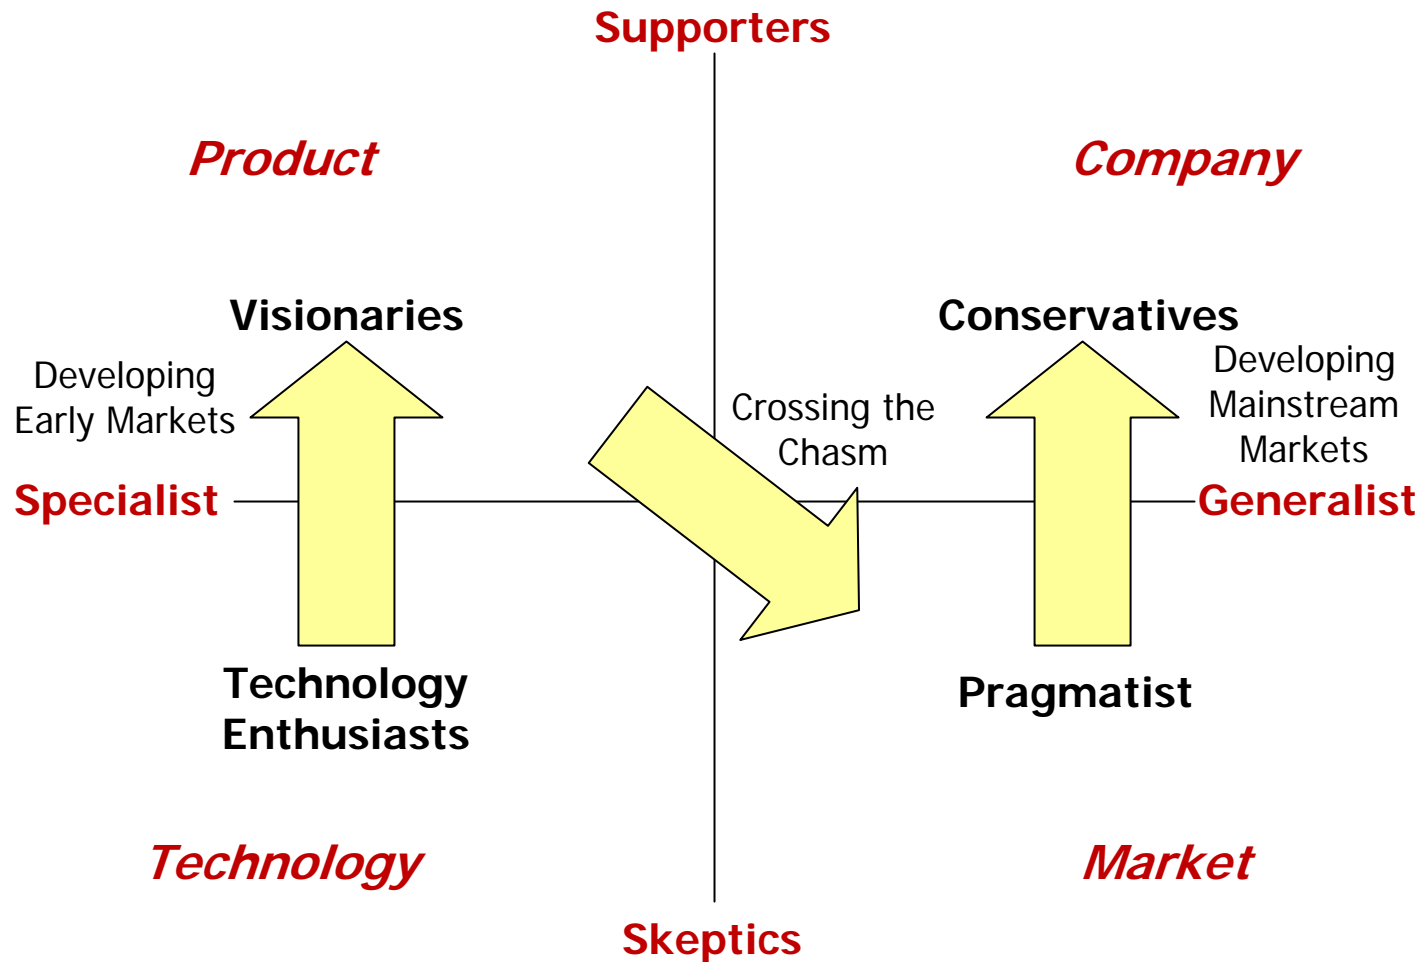 Supporters
Product
Company
Visionaries
Conservatives
Developing
Early Markets
Crossing the
Chasm
Developing
Mainstream
Markets
Specialist
Generalist
Technology
Enthusiasts
Pragmatist
Technology
Market
Skeptics